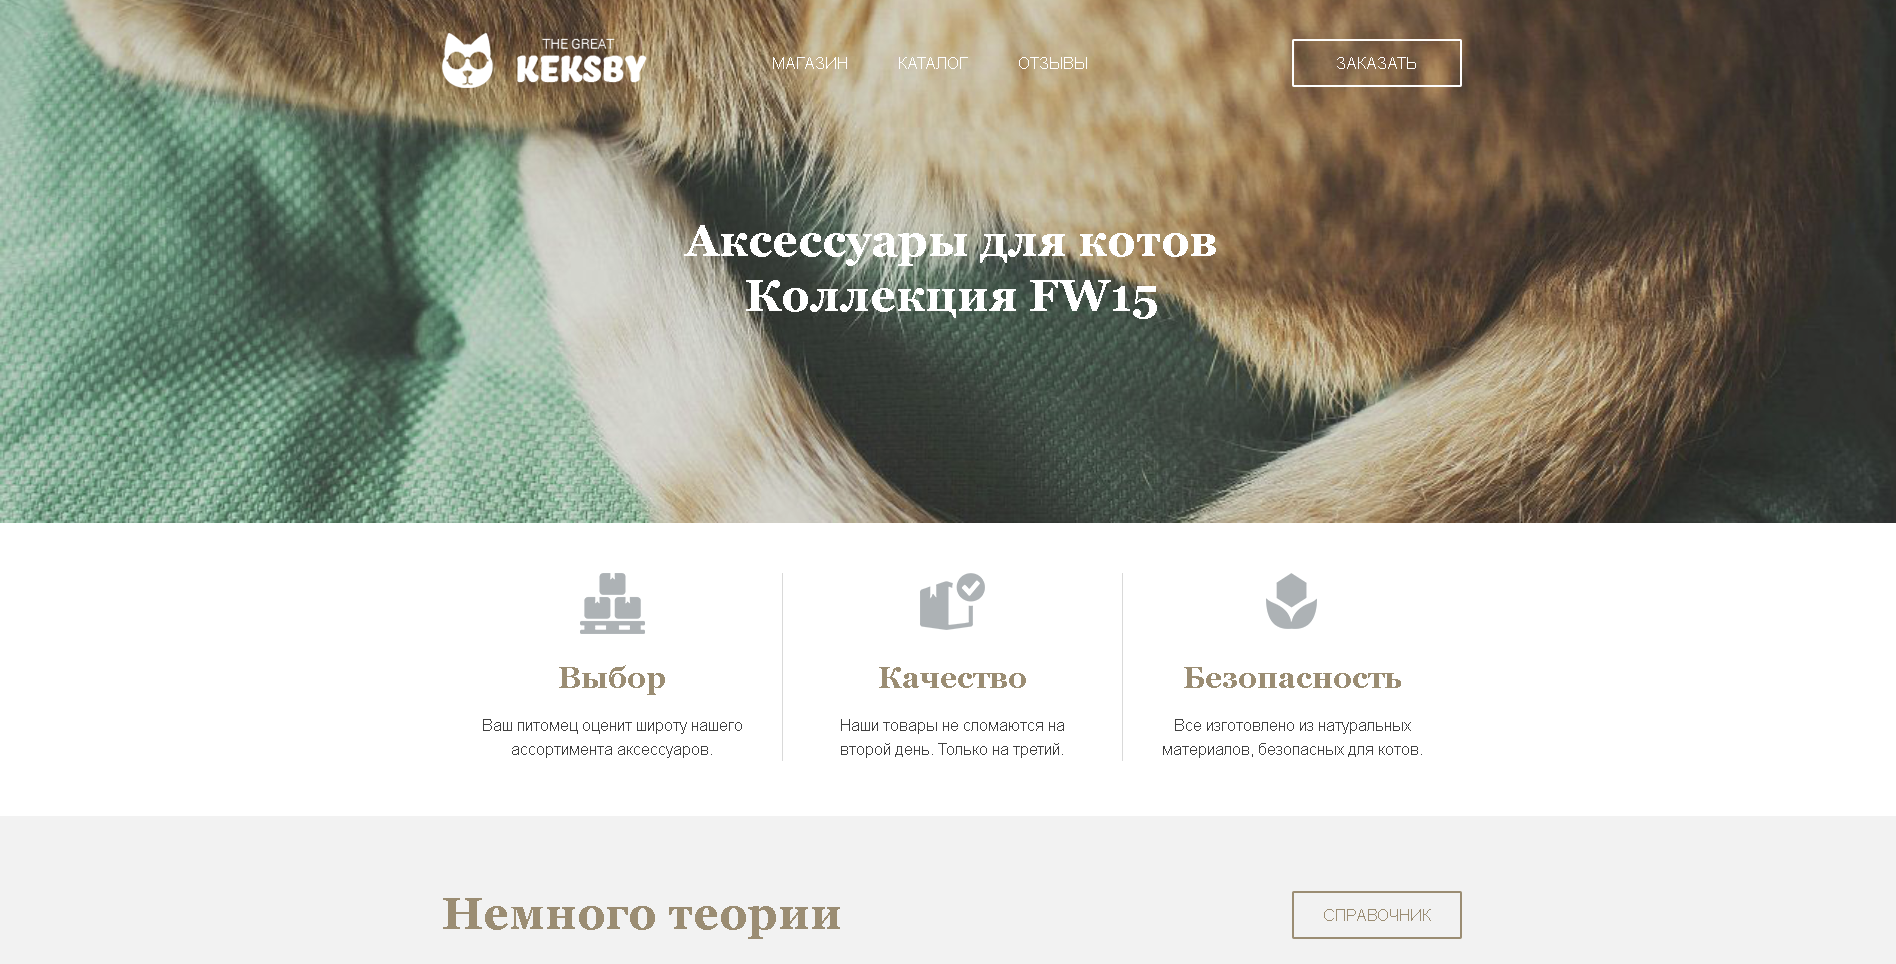 THE GREAT
KEKSBY
МАГАЗИН
КАТАЛОГ
ОТЗЫВЫ
ЗАКАЗАТЬ
Аксессуары для котов
Коллекция FW15
Выбор
Ваш питомец оценит широту нашего
ассортимента аксессуаров.
Качество
Наши товары не сломаются на
второй день. Только на третий.
Безопасность
Все изготовлено из натуральных
материалов, безопасных для котов.
Немного теории
СПРАВОЧНИК